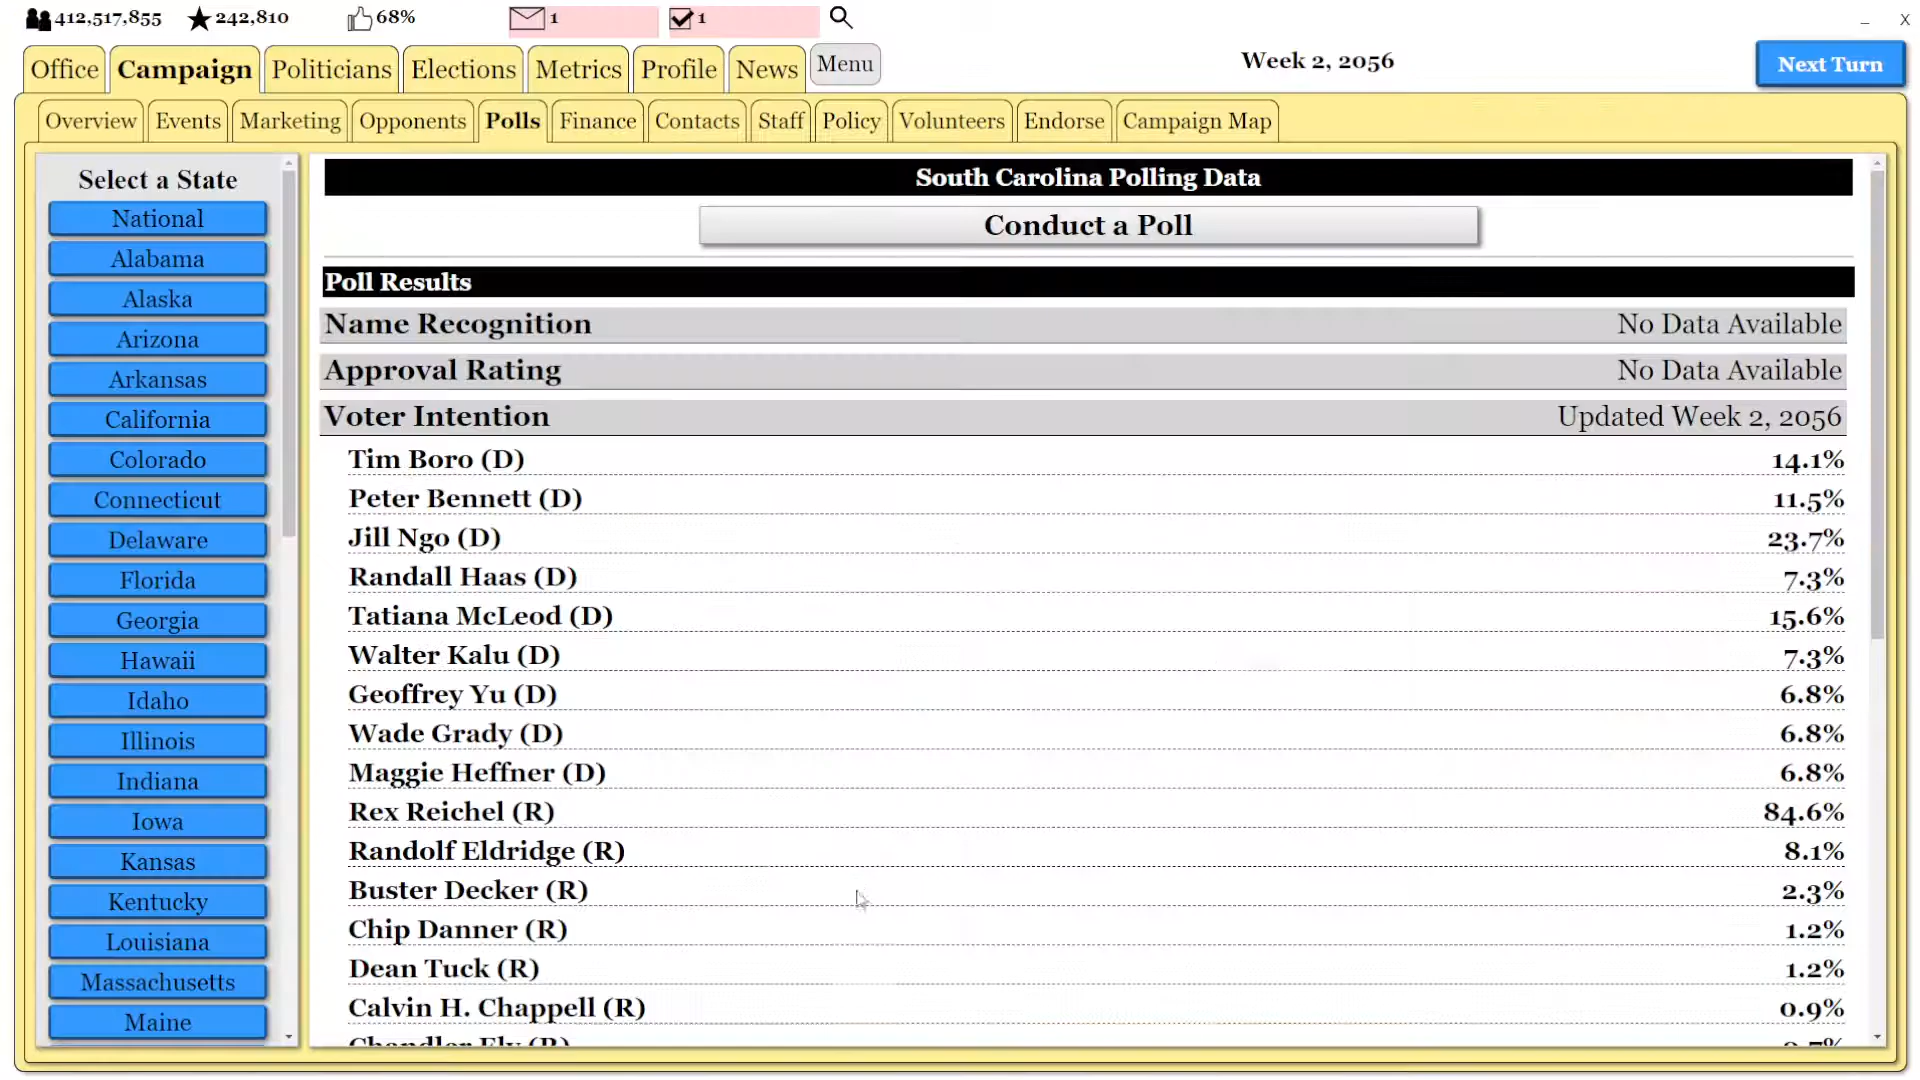 412,517,855 242,810 68% 1 1
_ X
Office Campaign Politicians Elections Metrics Profile News Menu Week 2, 2056 Next Turn
Overview Events Marketing Opponents Polls Finance Contacts Staff Policy Volunteers Endorse Campaign Map
Select a State
National
Alabama
Alaska
Arizona
Arkansas
California
Colorado
Connecticut
Delaware
Florida
Georgia
Hawaii
Idaho
Illinois
Indiana
Iowa
Kansas
Kentucky
Louisiana
Massachusetts
Maine
South Carolina Polling Data
Conduct a Poll
Poll Results
Name Recognition No Data Available
Approval Rating No Data Available
Voter Intention Updated Week 2, 2056
Tim Boro (D) 14.1%
Peter Bennett (D) 11.5%
Jill Ngo (D) 23.7%
Randall Haas (D) 7.3%
Tatiana McLeod (D) 15.6%
Walter Kalu (D) 7.3%
Geoffrey Yu (D) 6.8%
Wade Grady (D) 6.8%
Maggie Heffner (D) 6.8%
Rex Reichel (R) 84.6%
Randolf Eldridge (R) 8.1%
Buster Decker (R) 2.3%
Chip Danner (R) 1.2%
Dean Tuck (R) 1.2%
Calvin H. Chappell (R) 0.9%